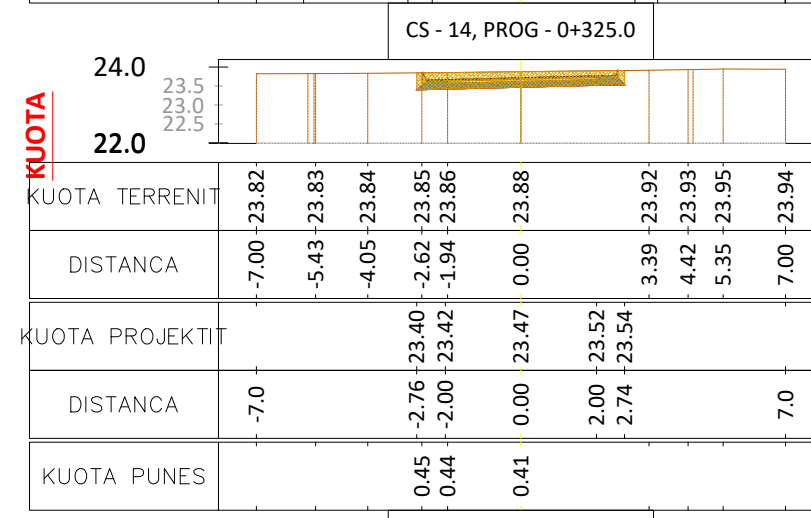 CS - 14, PROG - 0+325.0
KUOTA
24.0
23.5
23.0
22.5
22.0
KUOTA TERRENIT 23.82 23.83 23.84 23.85 23.86 23.88 23.92 23.93 23.95 23.94
DISTANCA -7.00 -5.43 -4.05 -2.62 -1.94 0.00 3.39 4.42 5.35 7.00
KUOTA PROJEKTIT 23.40 23.42 23.47 23.52 23.54
DISTANCA -7.0 -2.76 -2.00 0.00 2.00 2.74 7.0
KUOTA PUNES 0.45 0.44 0.41